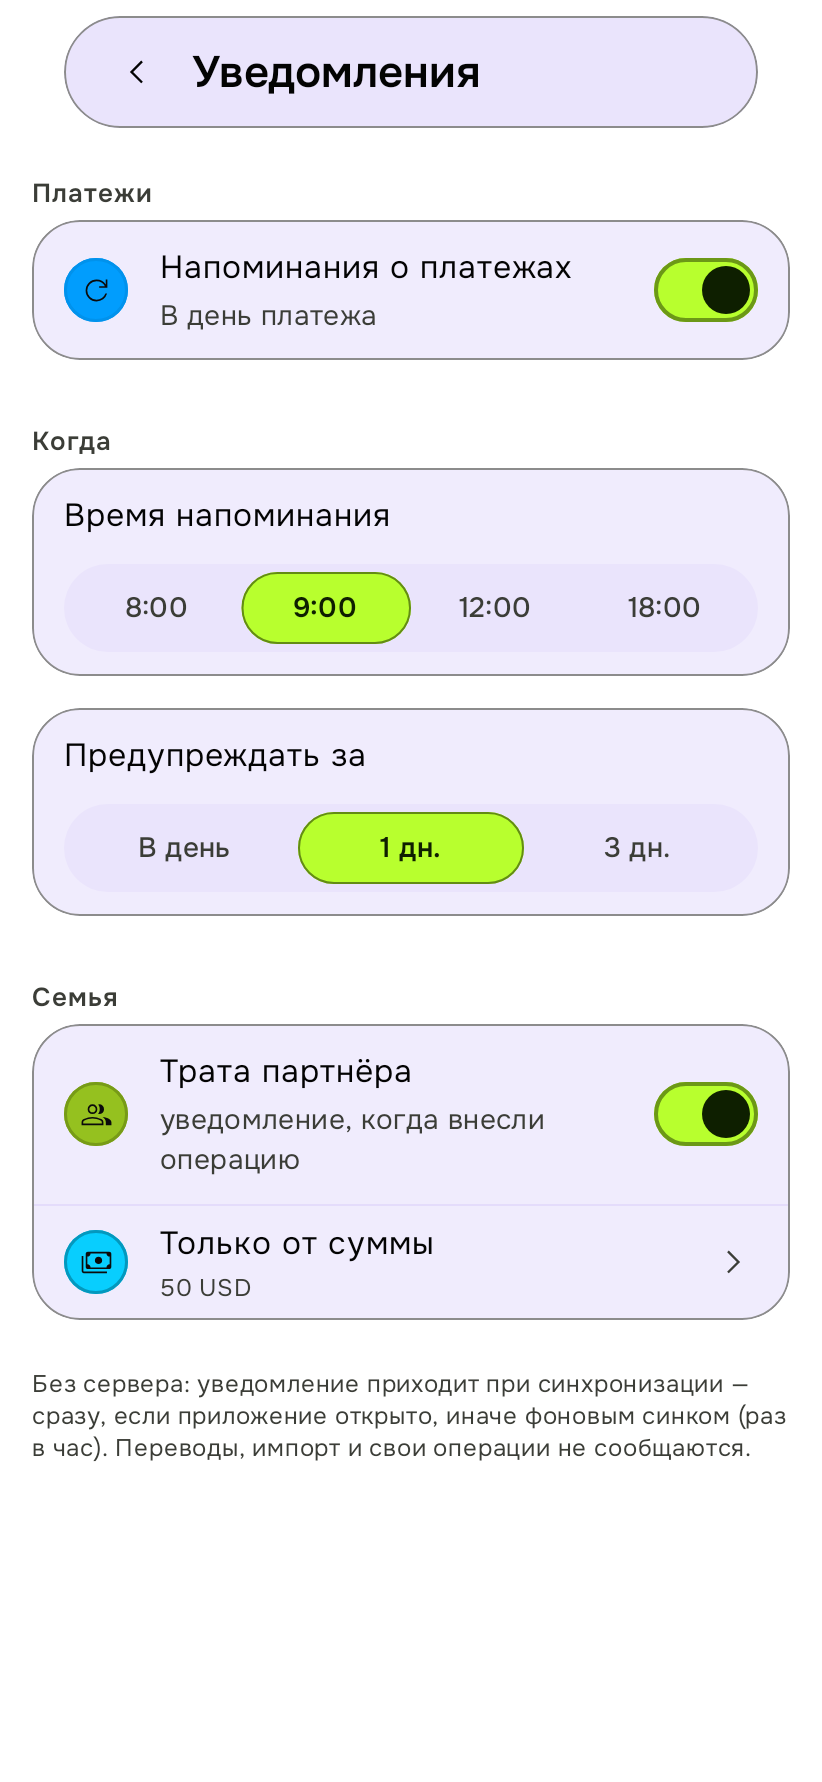 Уведомления
Платежи
Напоминания о платежах
В день платежа
Когда
Время напоминания
8:00 9:00 12:00 18:00
Предупреждать за
В день 1 дн. 3 дн.
Семья
Трата партнёра
уведомление, когда внесли
операцию
Только от суммы
50 USD
Без сервера: уведомление приходит при синхронизации —
сразу, если приложение открыто, иначе фоновым синком (раз
в час). Переводы, импорт и свои операции не сообщаются.